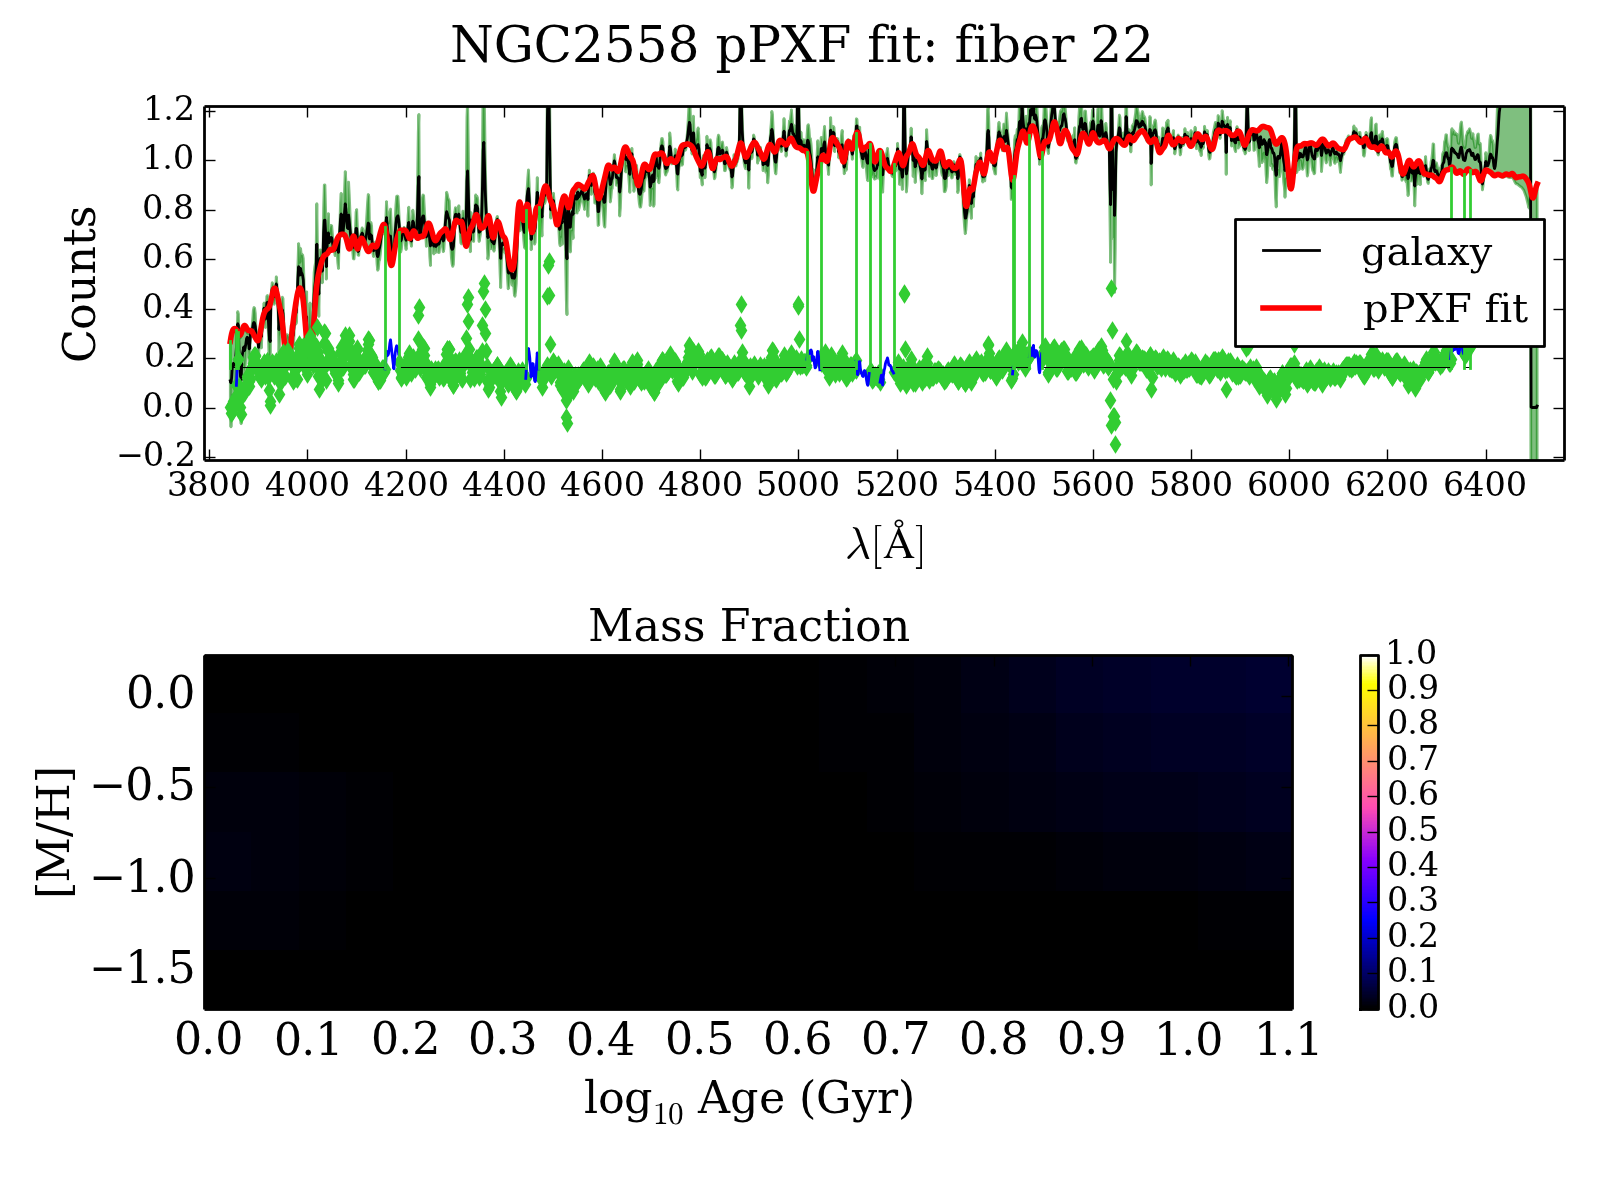 NGC2558 pPXF fit: fiber 22
1.2
1.0
0.8
0.6
0.4
0.2
0.0
−0.2
Counts
galaxy
pPXF fit
3800 4000 4200 4400 4600 4800 5000 5200 5400 5600 5800 6000 6200 6400
λ[Å]
Mass Fraction
0.0
−0.5
−1.0
−1.5
[M/H]
1.0
0.9
0.8
0.7
0.6
0.5
0.4
0.3
0.2
0.1
0.0
0.0 0.1 0.2 0.3 0.4 0.5 0.6 0.7 0.8 0.9 1.0 1.1
log₁₀ Age (Gyr)